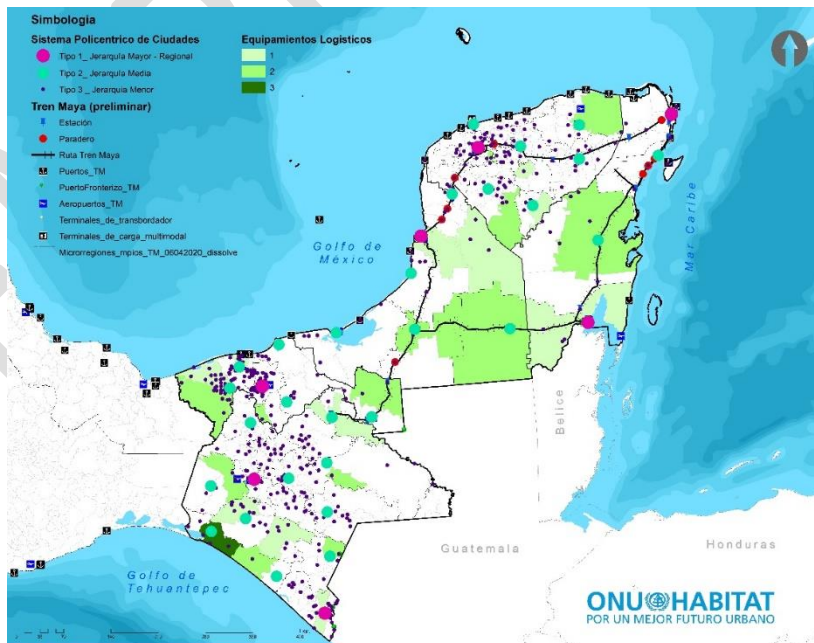 Simbología
Sistema Policentrico de Ciudades
Tipo 1_ Jerarquía Mayor - Regional
Tipo 2_ Jerarquía Media
Tipo 3_ Jerarquía Menor
Tren Maya (preliminar)
Estación
Paradero
Ruta Tren Maya
Puertos_TM
PuertoFronterizo_TM
Aeropuertos_TM
Terminales_de_transbordador
Terminales_de_carga_multimodal
Microrregiones_mpios_TM_06042020_dissolve
Equipamientos Logísticos
1
2
3
Golfo de
México
Mar Caribe
Belice
Guatemala
Honduras
Golfo de
Tehuantepec
ONU HABITAT
POR UN MEJOR FUTURO URBANO